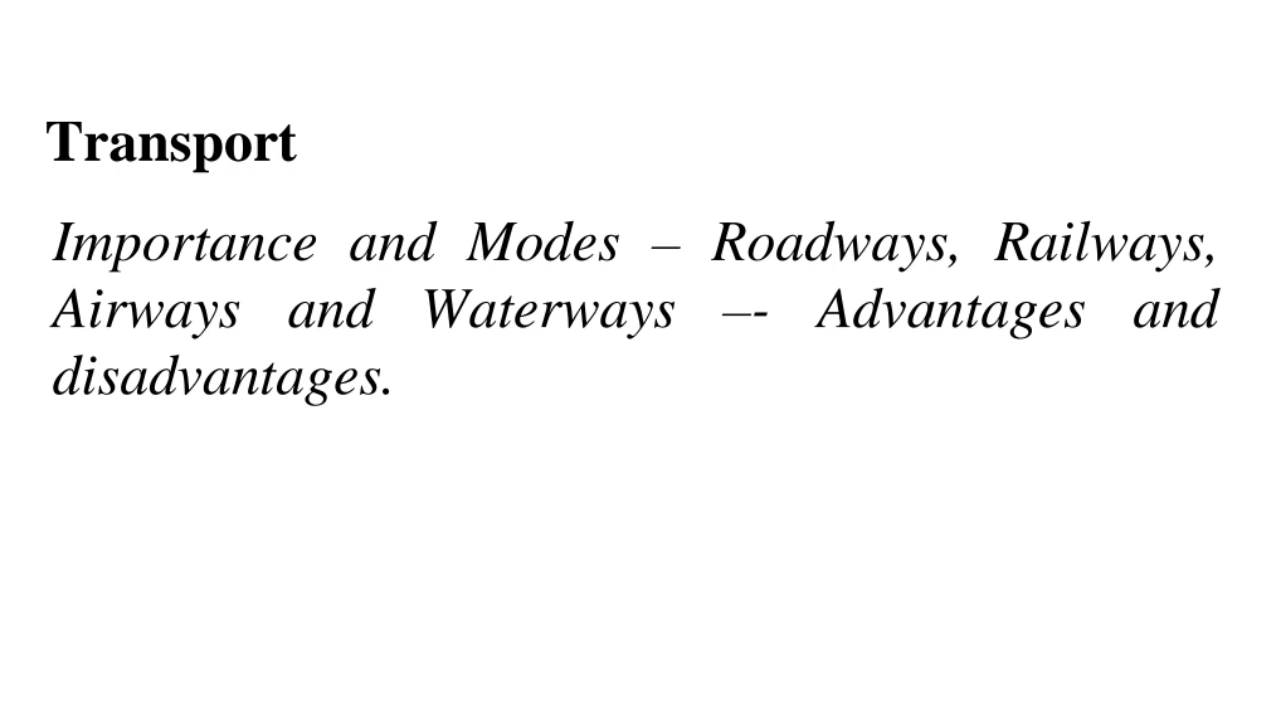 Transport
Importance and Modes – Roadways, Railways,
Airways and Waterways –- Advantages and
disadvantages.